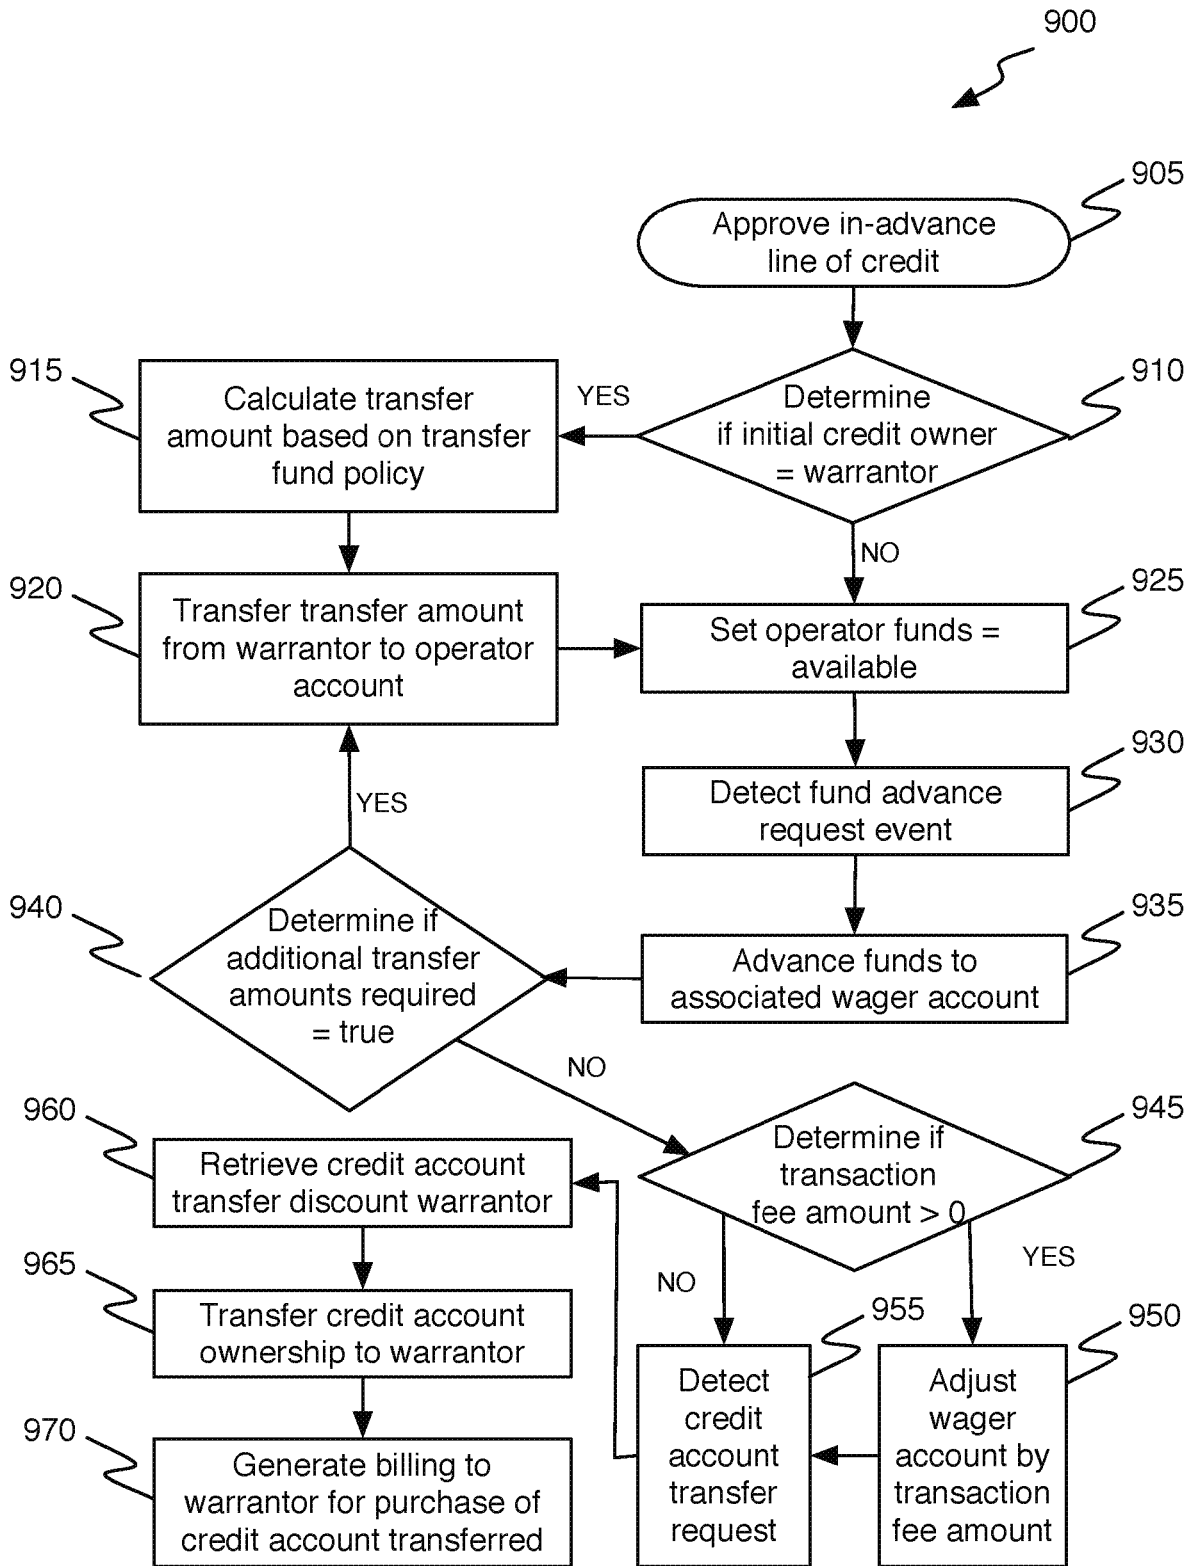 900
905
Approve in-advance
line of credit
915
Calculate transfer
amount based on transfer
fund policy
YES
910
Determine
if initial credit owner
= warrantor
NO
920
Transfer transfer amount
from warrantor to operator
account
925
Set operator funds =
available
930
Detect fund advance
request event
YES
940
Determine if
additional transfer
amounts required
= true
935
Advance funds to
associated wager account
NO
945
Determine if
transaction
fee amount > 0
960
Retrieve credit account
transfer discount warrantor
NO
YES
965
Transfer credit account
ownership to warrantor
955
Detect
credit
account
transfer
request
950
Adjust
wager
account by
transaction
fee amount
970
Generate billing to
warrantor for purchase of
credit account transferred